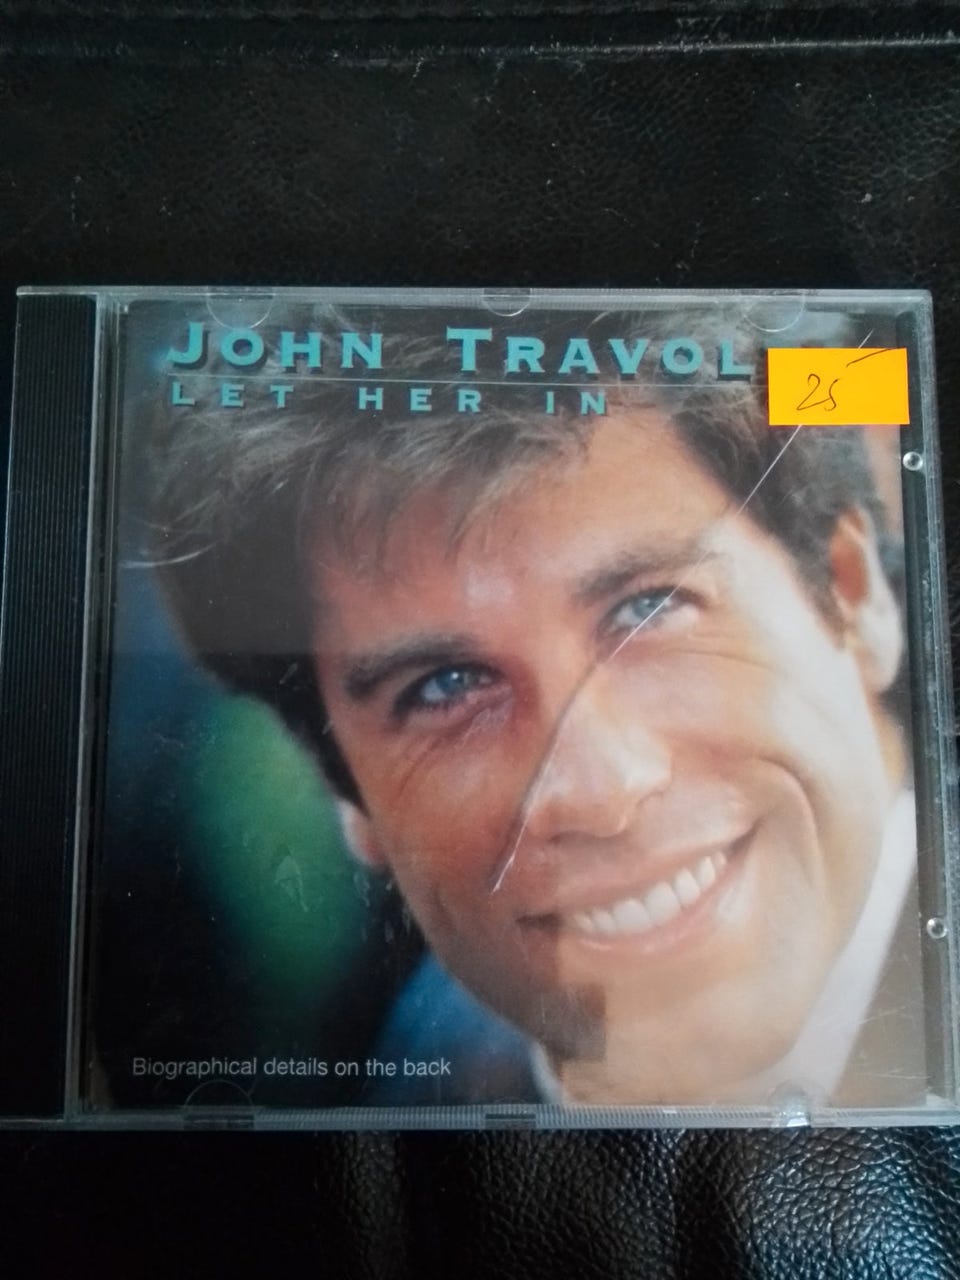 JOHN TRAVOL
25
LET HER IN
Biographical details on the back